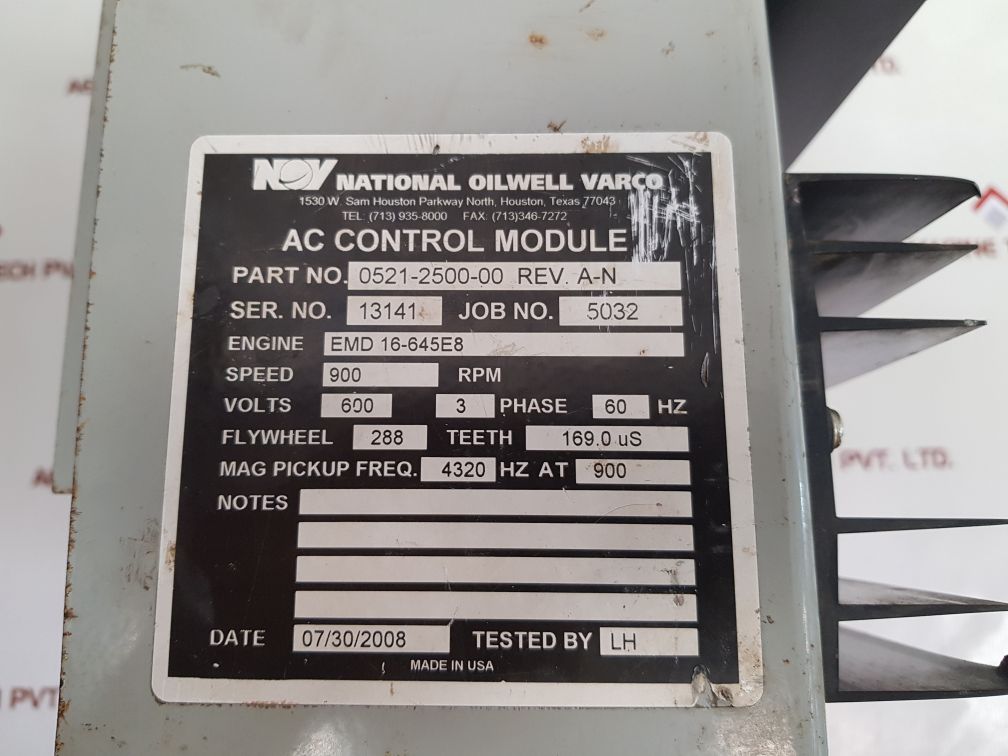 NOV NATIONAL OILWELL VARCO
1530 W. Sam Houston Parkway North, Houston, Texas 77043
TEL: (713) 935-8000 FAX: (713)346-7272
AC CONTROL MODULE
PART NO. 0521-2500-00 REV. A-N
SER. NO. 13141 JOB NO. 5032
ENGINE EMD 16-645E8
SPEED 900 RPM
VOLTS 600 3 PHASE 60 HZ
FLYWHEEL 288 TEETH 169.0 uS
MAG PICKUP FREQ. 4320 HZ AT 900
NOTES
DATE 07/30/2008 TESTED BY LH
MADE IN USA
PVT. LTD.